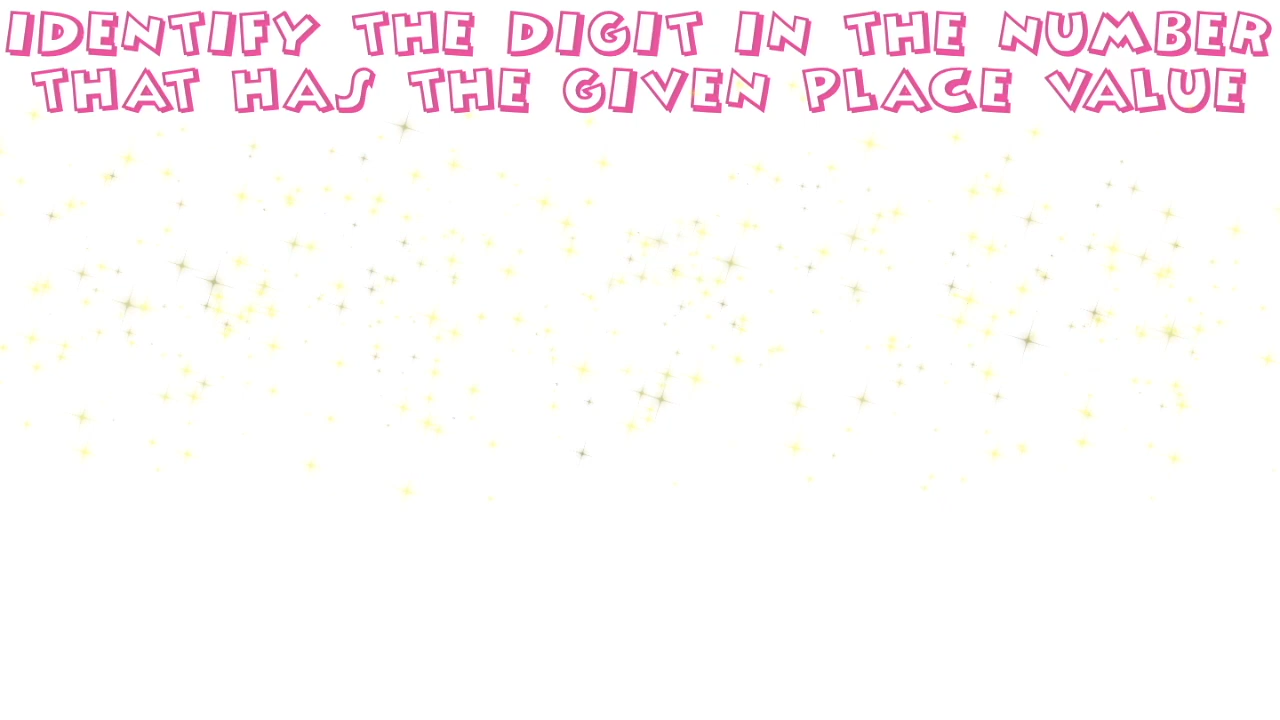 IDENTIFY THE DIGIT IN THE NUMBER
THAT HAS THE GIVEN PLACE VALUE